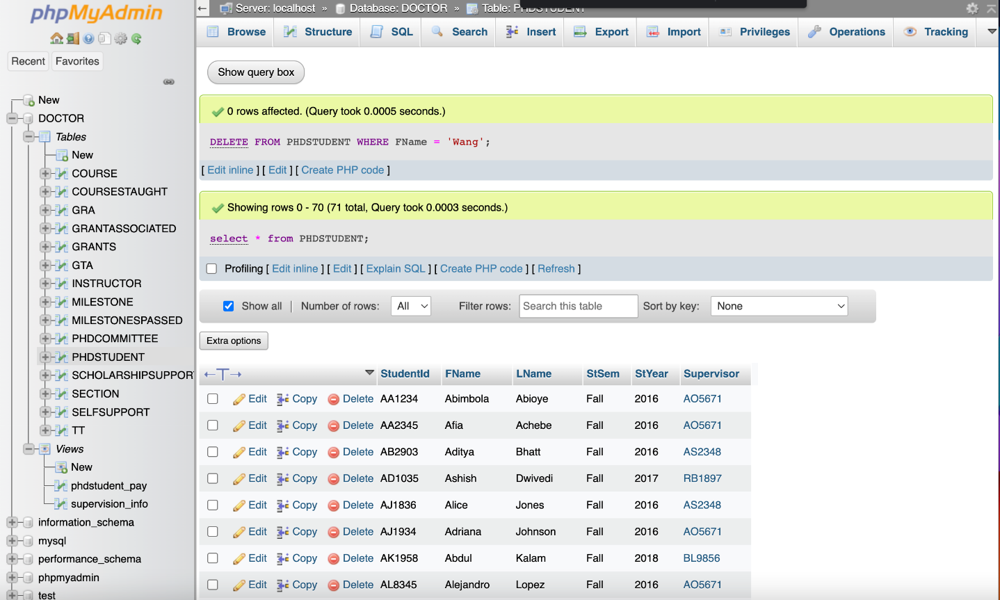 phpMyAdmin
Recent
Favorites
New
DOCTOR
Tables
New
COURSE
COURSESTAUGHT
GRA
GRANTASSOCIATED
GRANTS
GTA
INSTRUCTOR
MILESTONE
MILESTONESPASSED
PHDCOMMITTEE
PHDSTUDENT
SCHOLARSHIPSUPPOR
SECTION
SELFSUPPORT
TT
Views
New
phdstudent_pay
supervision_info
information_schema
mysql
performance_schema
phpmyadmin
test
Server: localhost » Database: DOCTOR » Table: PHDSTUDENT
Browse Structure SQL Search Insert Export Import Privileges Operations Tracking
Show query box
0 rows affected. (Query took 0.0005 seconds.)
DELETE FROM PHDSTUDENT WHERE FName = 'Wang';
[ Edit inline ] [ Edit ] [ Create PHP code ]
Showing rows 0 - 70 (71 total, Query took 0.0003 seconds.)
select * from PHDSTUDENT;
Profiling [ Edit inline ] [ Edit ] [ Explain SQL ] [ Create PHP code ] [ Refresh ]
Show all | Number of rows: All Filter rows: Search this table Sort by key: None
Extra options
StudentId FName LName StSem StYear Supervisor
Edit Copy Delete AA1234 Abimbola Abioye Fall 2016 AO5671
Edit Copy Delete AA2345 Afia Achebe Fall 2016 AO5671
Edit Copy Delete AB2903 Aditya Bhatt Fall 2016 AS2348
Edit Copy Delete AD1035 Ashish Dwivedi Fall 2017 RB1897
Edit Copy Delete AJ1836 Alice Jones Fall 2016 AS2348
Edit Copy Delete AJ1934 Adriana Johnson Fall 2016 AO5671
Edit Copy Delete AK1958 Abdul Kalam Fall 2018 BL9856
Edit Copy Delete AL8345 Alejandro Lopez Fall 2016 AO5671